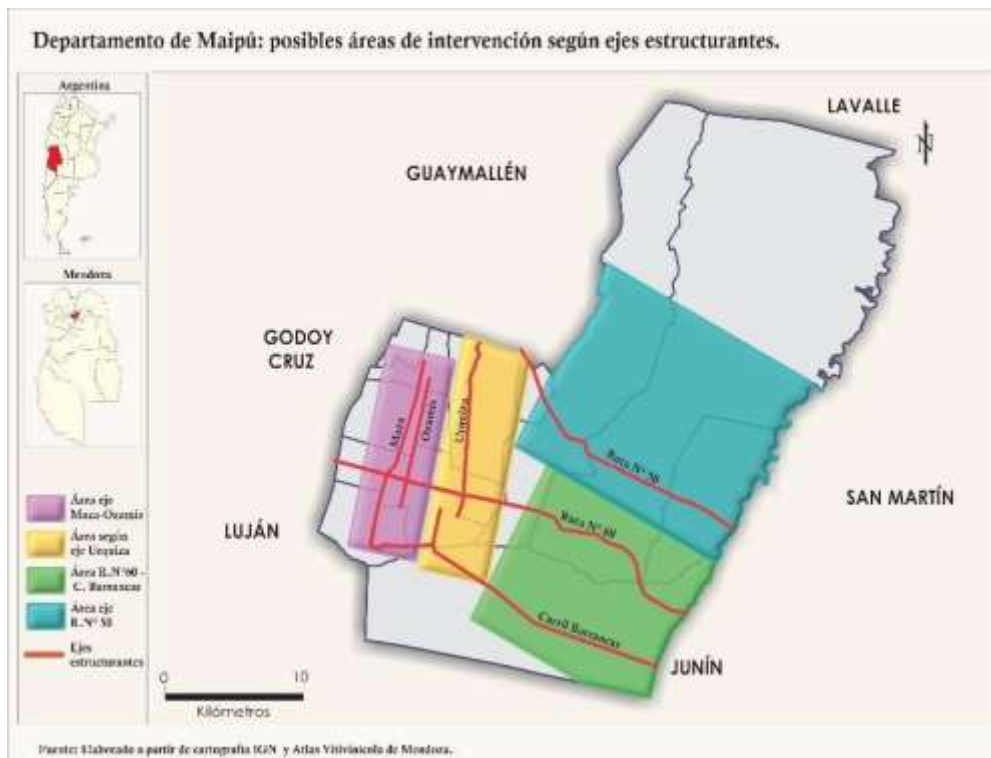 Departamento de Maipú: posibles áreas de intervención según ejes estructurantes.
Argentina
Mendoza
LAVALLE
N
GUAYMALLÉN
GODOY
CRUZ
LUJÁN
SAN MARTÍN
JUNÍN
Maza
Ozamis
Urquiza
Ruta N° 50
Ruta N° 60
Carril Barrancas
Área eje
Maza-Ozamis
Área según
eje Urquiza
Área R.N°60 -
C. Barrancas
Área eje
R.N° 50
Ejes
estructurantes
0 10
Kilómetros
Fuente: Elaborado a partir de cartografía IGN y Atlas Vitivinícola de Mendoza.